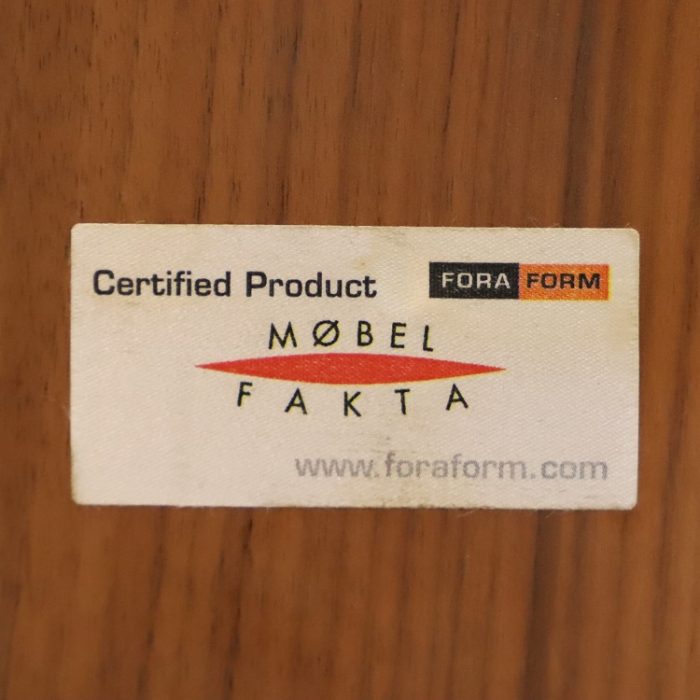 Certified Product
FORA FORM
MØBEL
FAKTA
www.foraform.com